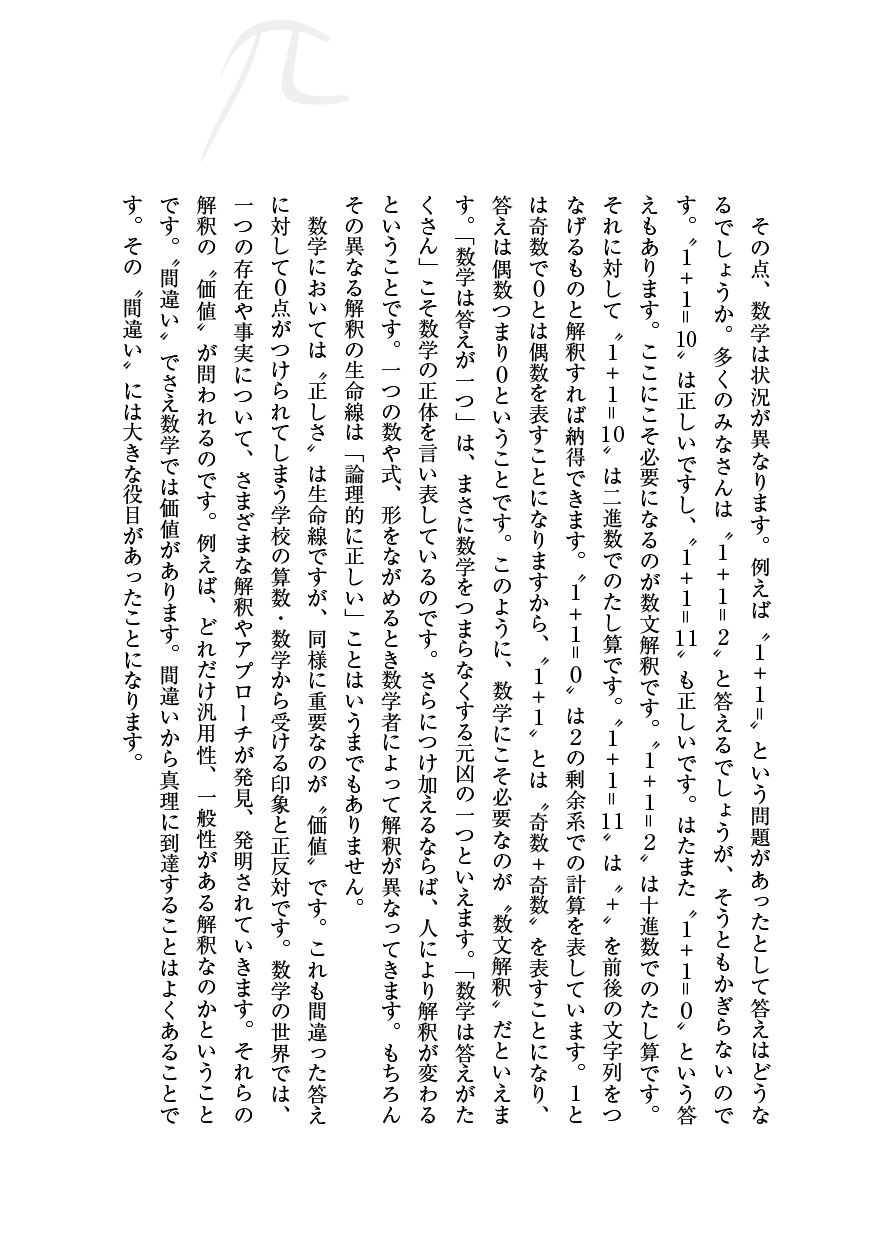 π
その点、数学は状況が異なります。例えば〝1+1=〟という問題があったとして答えはどうな
るでしょうか。多くのみなさんは〝1+1=2〟と答えるでしょうが、そうともかぎらないので
す。〝1+1=10〟は正しいですし、〝1+1=11〟も正しいです。はたまた〝1+1=0〟という答
えもあります。ここにこそ必要になるのが数文解釈です。〝1+1=2〟は十進数でのたし算です。
それに対して〝1+1=10〟は二進数でのたし算です。〝1+1=11〟は〝+〟を前後の文字列をつ
なげるものと解釈すれば納得できます。〝1+1=0〟は2の剰余系での計算を表しています。1と
は奇数で0とは偶数を表すことになりますから、〝1+1〟とは〝奇数+奇数〟を表すことになり、
答えは偶数つまり0ということです。このように、数学にこそ必要なのが〝数文解釈〟だといえま
す。「数学は答えが一つ」は、まさに数学をつまらなくする元凶の一つといえます。「数学は答えがた
くさん」こそ数学の正体を言い表しているのです。さらにつけ加えるならば、人により解釈が変わる
ということです。一つの数や式、形をながめるとき数学者によって解釈が異なってきます。もちろん
その異なる解釈の生命線は「論理的に正しい」ことはいうまでもありません。
数学においては〝正しさ〟は生命線ですが、同様に重要なのが〝価値〟です。これも間違った答え
に対して0点がつけられてしまう学校の算数・数学から受ける印象と正反対です。数学の世界では、
一つの存在や事実について、さまざまな解釈やアプローチが発見、発明されていきます。それらの
解釈の〝価値〟が問われるのです。例えば、どれだけ汎用性、一般性がある解釈なのかということ
です。〝間違い〟でさえ数学では価値があります。間違いから真理に到達することはよくあることで
す。その〝間違い〟には大きな役目があったことになります。